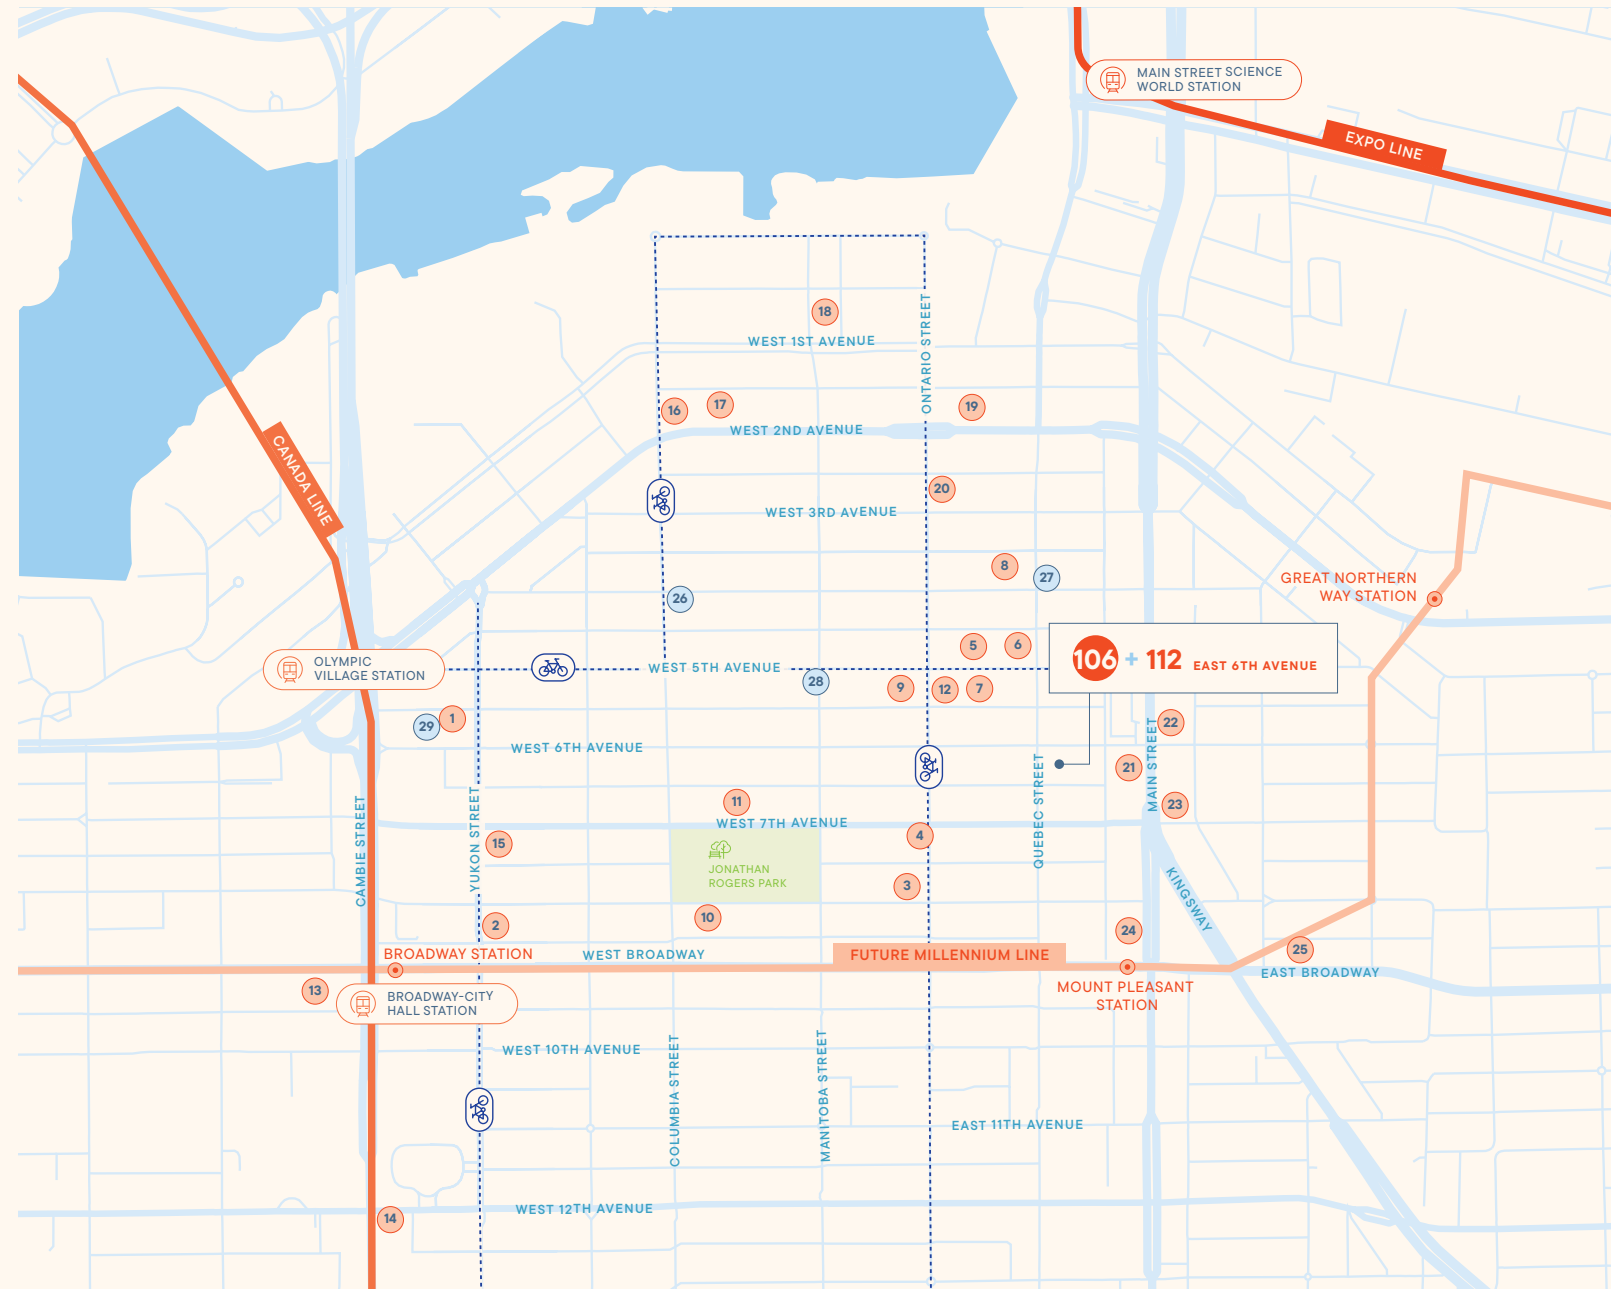 MAIN STREET SCIENCE
WORLD STATION
EXPO LINE
18
WEST 1ST AVENUE
ONTARIO STREET
16
17
19
WEST 2ND AVENUE
CANADA LINE
20
WEST 3RD AVENUE
8
27
26
GREAT NORTHERN
WAY STATION
5
6
106 + 112 EAST 6TH AVENUE
OLYMPIC
VILLAGE STATION
WEST 5TH AVENUE
28
9
12
7
29
1
22
WEST 6TH AVENUE
21
MAIN STREET
QUEBEC STREET
11
23
WEST 7TH AVENUE
CAMBIE STREET
YUKON STREET
15
4
JONATHAN
ROGERS PARK
3
KINGSWAY
10
2
24
BROADWAY STATION
WEST BROADWAY
FUTURE MILLENNIUM LINE
25
EAST BROADWAY
13
BROADWAY-CITY
HALL STATION
MOUNT PLEASANT
STATION
WEST 10TH AVENUE
COLUMBIA STREET
MANITOBA STREET
EAST 11TH AVENUE
WEST 12TH AVENUE
14